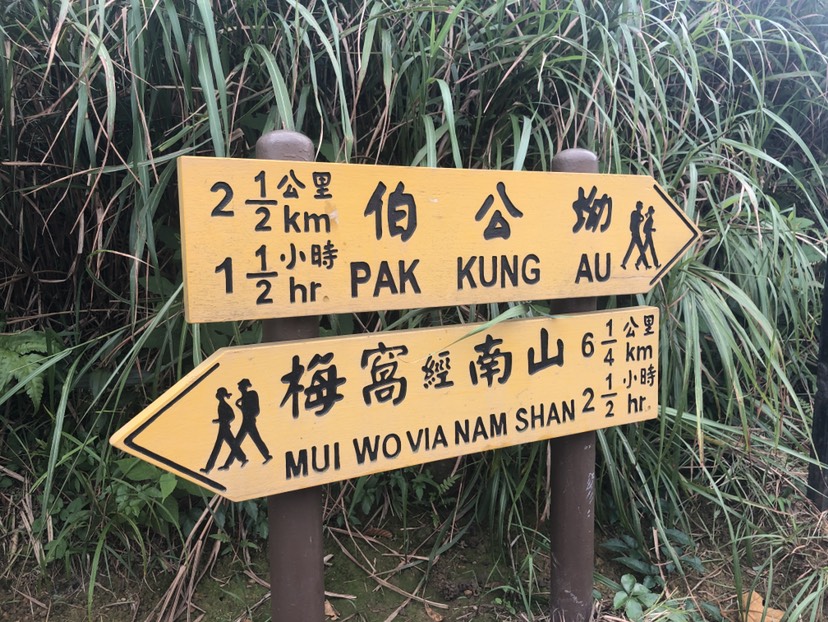 2 1/2 公里 km 伯公坳
1 1/2 小時 hr PAK KUNG AU
梅窩經南山 6 1/4 公里 km
MUI WO VIA NAM SHAN 2 1/2 小時 hr